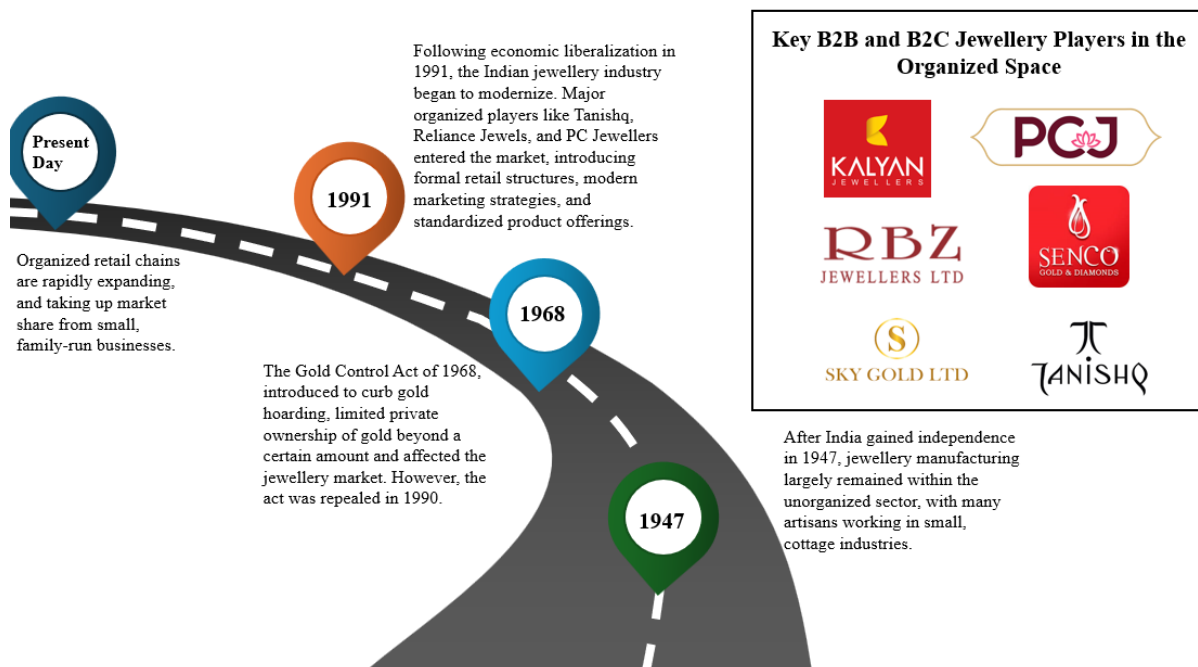 Following economic liberalization in
1991, the Indian jewellery industry
began to modernize. Major
organized players like Tanishq,
Reliance Jewels, and PC Jewellers
entered the market, introducing
formal retail structures, modern
marketing strategies, and
standardized product offerings.
Key B2B and B2C Jewellery Players in the
Organized Space
KALYAN
JEWELLERS
PCJ
RBZ
JEWELLERS LTD
SENCO
GOLD & DIAMONDS
S
SKY GOLD LTD
TANISHQ
Present
Day
1991
Organized retail chains
are rapidly expanding,
and taking up market
share from small,
family-run businesses.
1968
The Gold Control Act of 1968,
introduced to curb gold
hoarding, limited private
ownership of gold beyond a
certain amount and affected the
jewellery market. However, the
act was repealed in 1990.
1947
After India gained independence
in 1947, jewellery manufacturing
largely remained within the
unorganized sector, with many
artisans working in small,
cottage industries.